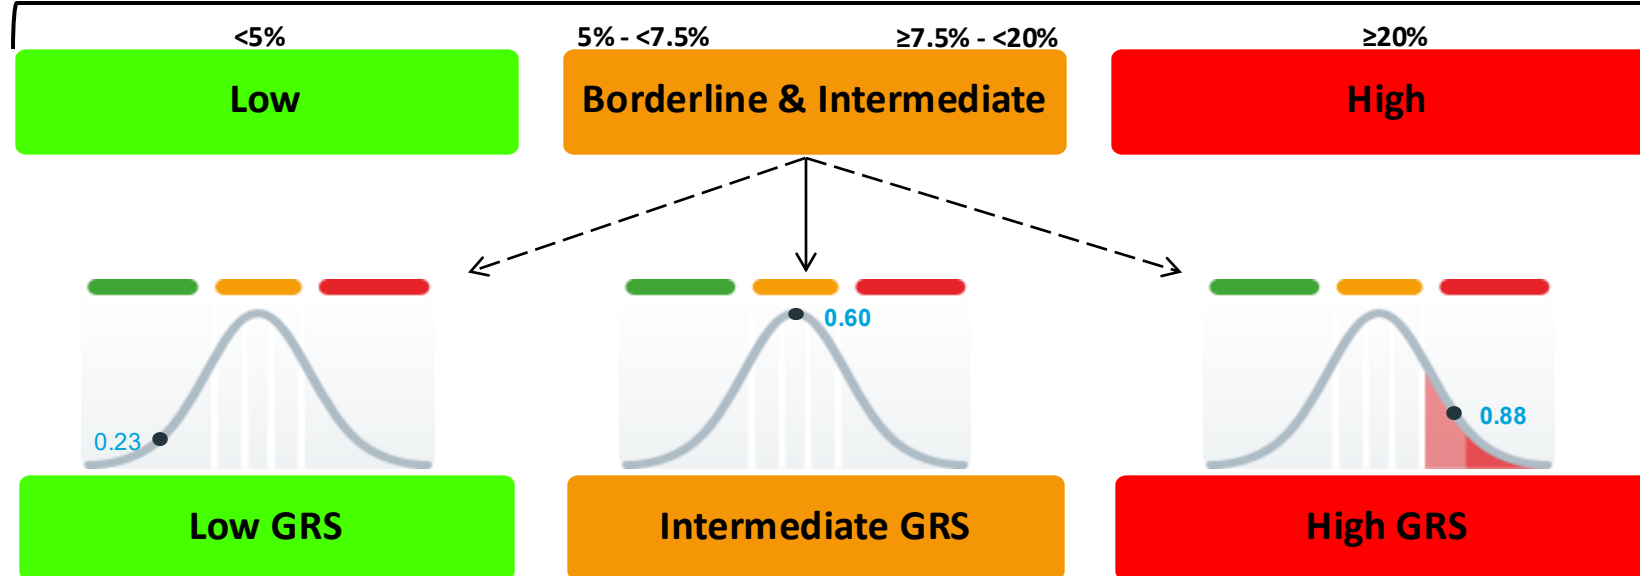 <5% 5% - <7.5% ≥7.5% - <20% ≥20%
Low Borderline & Intermediate High
0.60
0.88
0.23
Low GRS Intermediate GRS High GRS